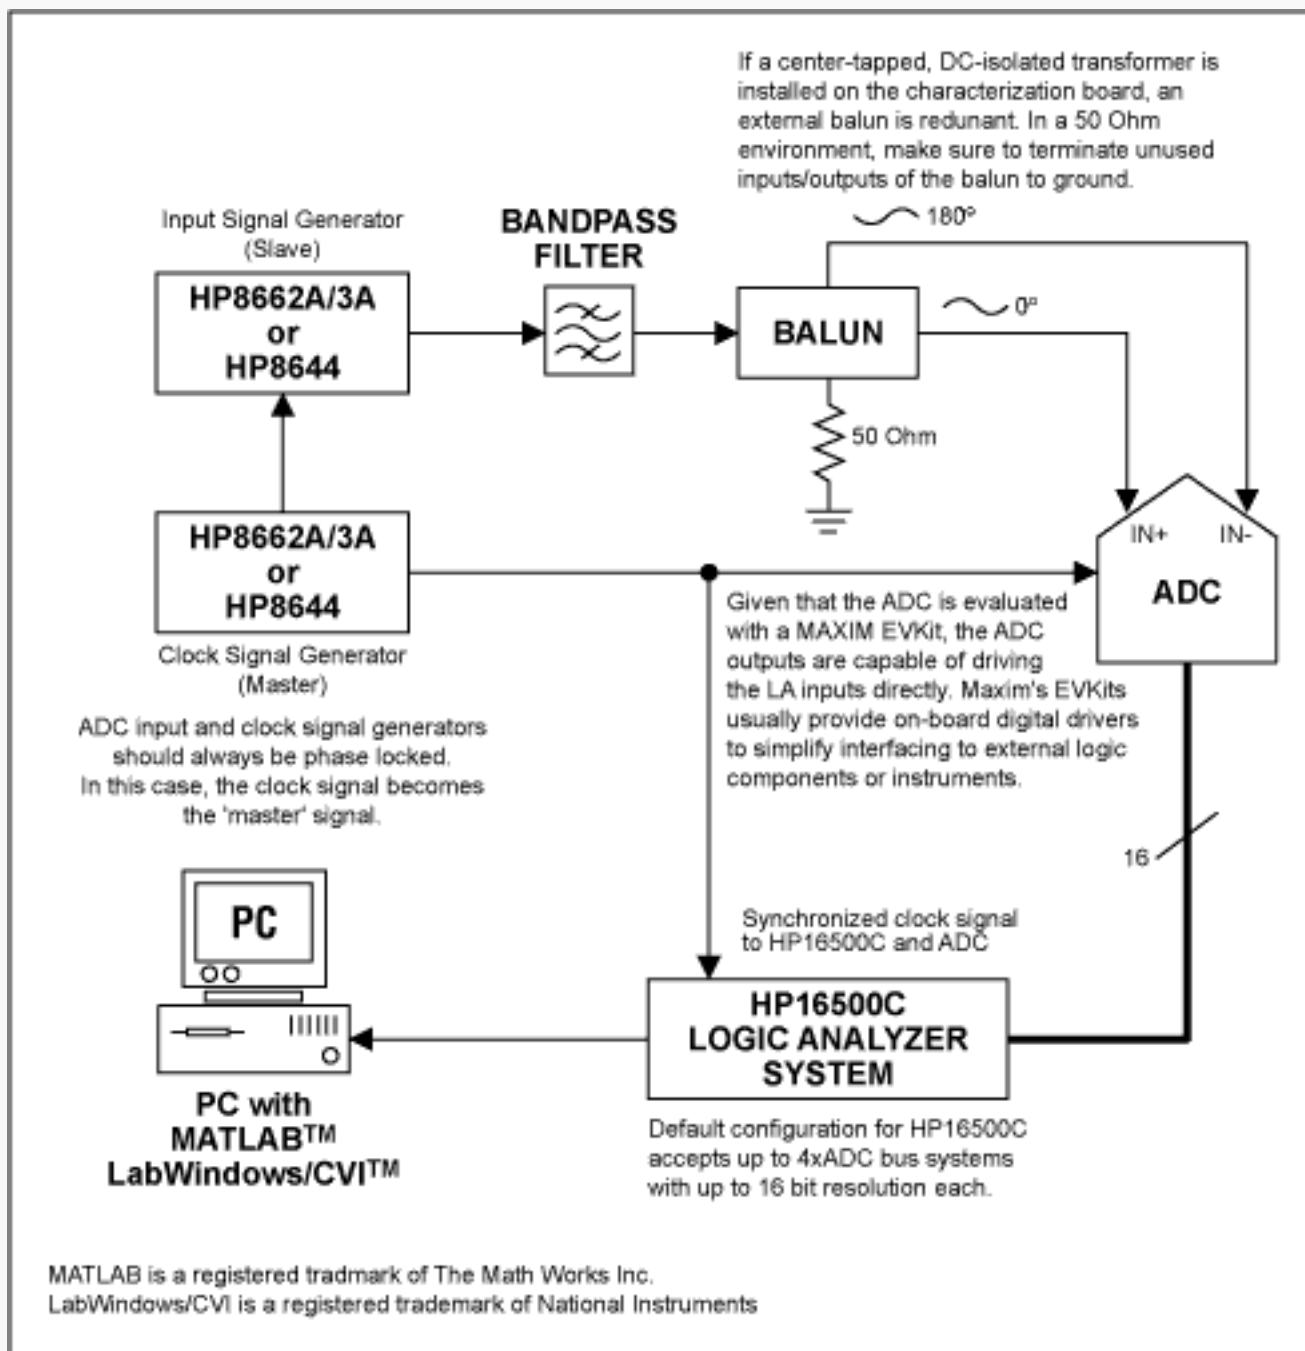 If a center-tapped, DC-isolated transformer is
installed on the characterization board, an
external balun is redunant. In a 50 Ohm
environment, make sure to terminate unused
inputs/outputs of the balun to ground.
180º
Input Signal Generator
(Slave)
HP8662A/3A
or
HP8644
BANDPASS
FILTER
BALUN
0º
50 Ohm
HP8662A/3A
or
HP8644
Clock Signal Generator
(Master)
ADC input and clock signal generators
should always be phase locked.
In this case, the clock signal becomes
the 'master' signal.
IN+ IN-
ADC
Given that the ADC is evaluated
with a MAXIM EVKit, the ADC
outputs are capable of driving
the LA inputs directly. Maxim's EVKits
usually provide on-board digital drivers
to simplify interfacing to external logic
components or instruments.
16
Synchronized clock signal
to HP16500C and ADC
PC
HP16500C
LOGIC ANALYZER
SYSTEM
PC with
MATLAB™
LabWindows/CVI™
Default configuration for HP16500C
accepts up to 4xADC bus systems
with up to 16 bit resolution each.
MATLAB is a registered tradmark of The Math Works Inc.
LabWindows/CVI is a registered trademark of National Instruments